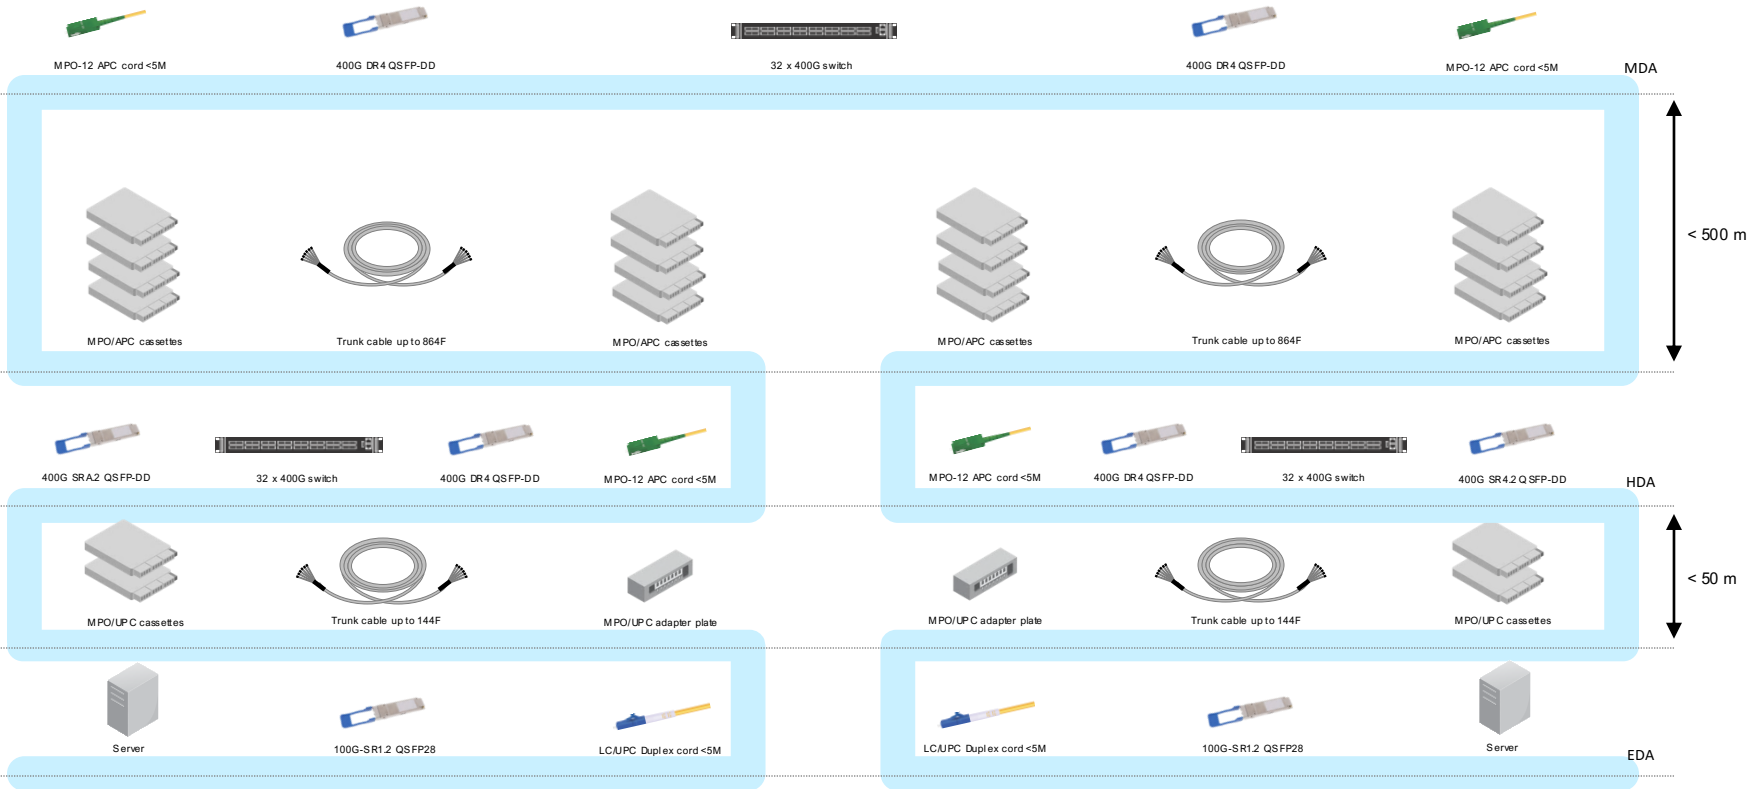 MPO-12 APC cord <5M
400G DR4 QSFP-DD
32 x 400G switch
400G DR4 QSFP-DD
MPO-12 APC cord <5M
MDA
< 500 m
MPO/APC cassettes
Trunk cable up to 864F
MPO/APC cassettes
MPO/APC cassettes
Trunk cable up to 864F
MPO/APC cassettes
400G SRA.2 QSFP-DD
32 x 400G switch
400G DR4 QSFP-DD
MPO-12 APC cord <5M
MPO-12 APC cord <5M
400G DR4 QSFP-DD
32 x 400G switch
400G SR4.2 QSFP-DD
HDA
< 50 m
MPO/UPC cassettes
Trunk cable up to 144F
MPO/UPC adapter plate
MPO/UPC adapter plate
Trunk cable up to 144F
MPO/UPC cassettes
Server
100G-SR1.2 QSFP28
LC/UPC Duplex cord <5M
LC/UPC Duplex cord <5M
100G-SR1.2 QSFP28
Server
EDA